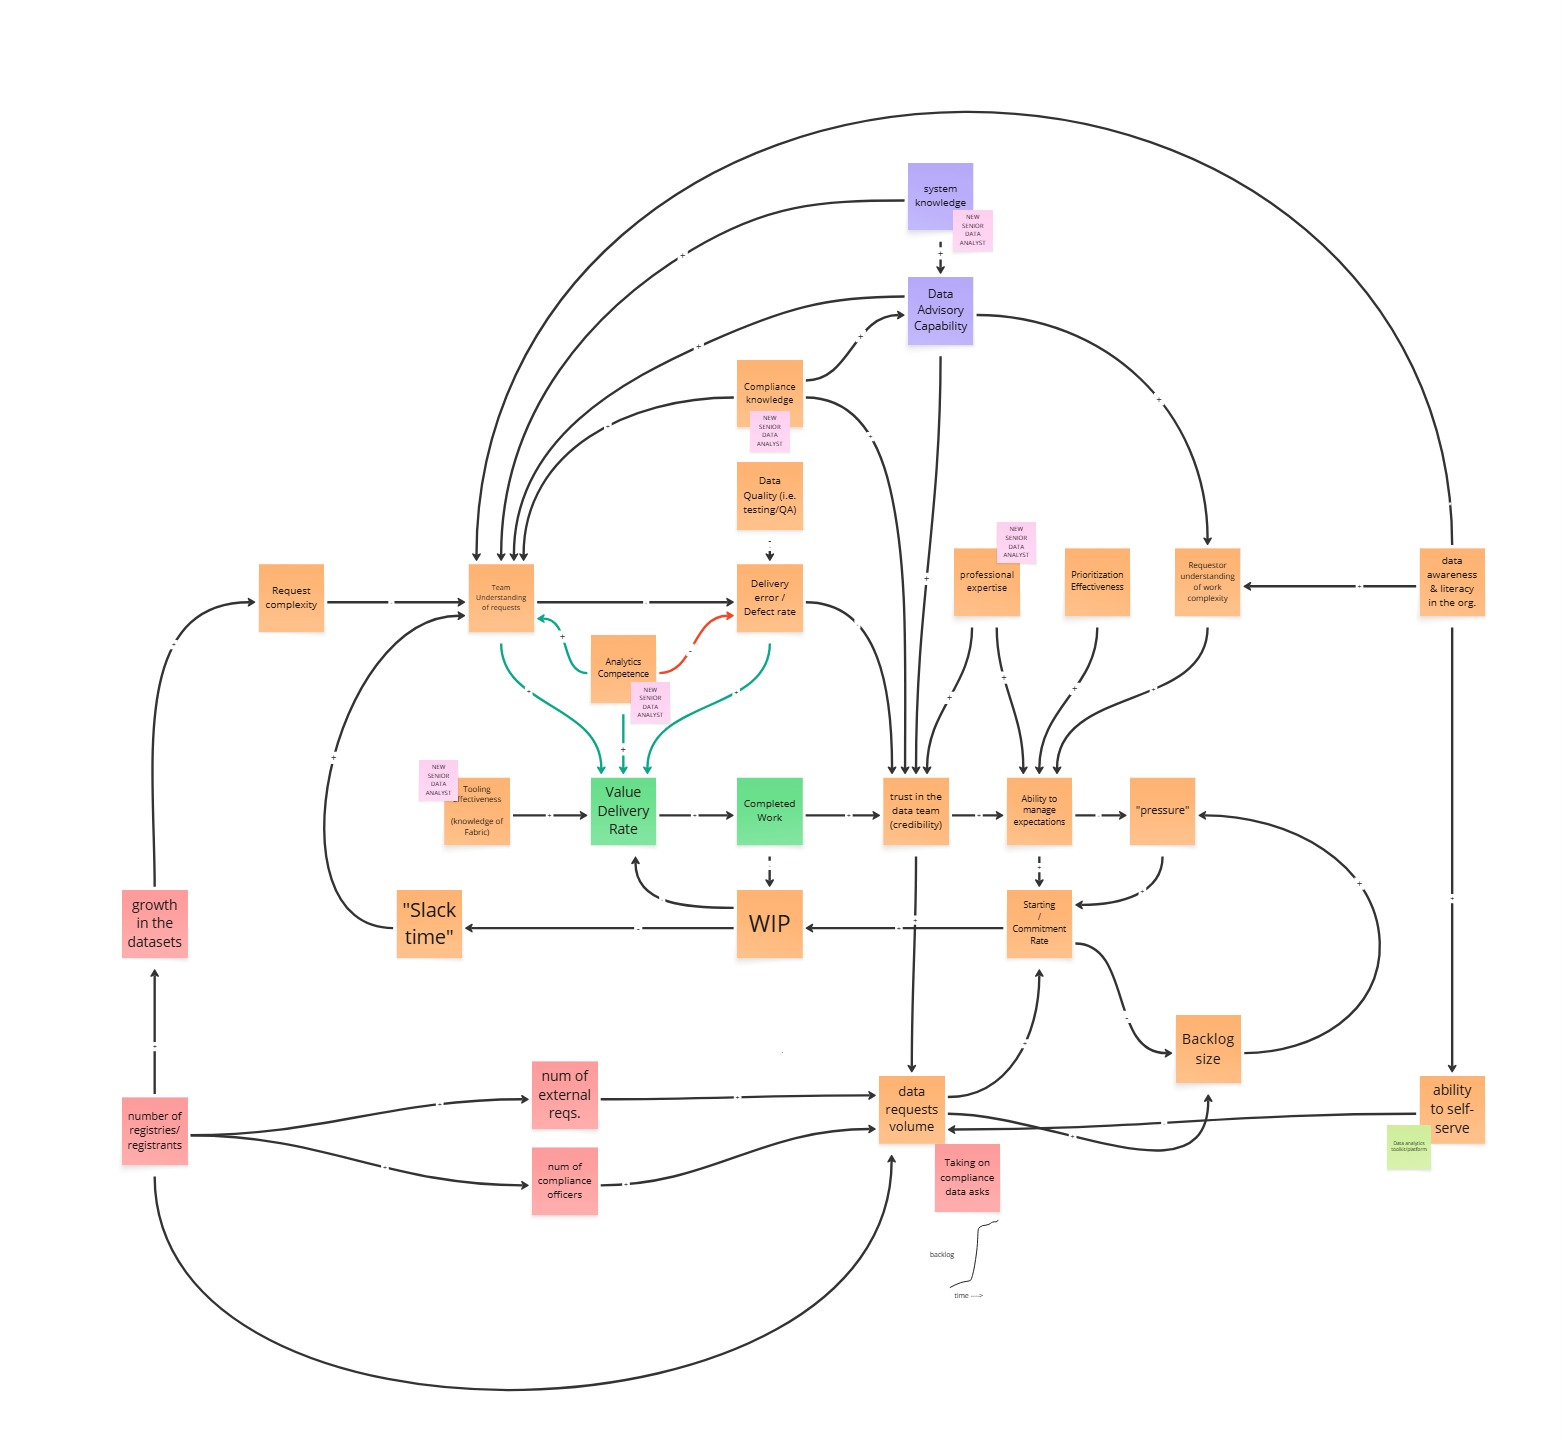 system
knowledge
NEW
SENIOR
DATA
ANALYST
+
+
Data
Advisory
Capability
+
+
Compliance
knowledge
NEW
SENIOR
DATA
ANALYST
+
-
+
Data
Quality (i.e.
testing/QA)
-
NEW
SENIOR
DATA
ANALYST
Request
complexity
-
Team
Understanding
of requests
-
Delivery
error /
Defect rate
+
professional
expertise
Prioritization
Effectiveness
Requestor
understanding
of work
complexity
+
data
awareness
& literacy
in the org.
Analytics
Competence
NEW
SENIOR
DATA
ANALYST
+
-
+
+
+
+
+
+
+
+
+
NEW
SENIOR
DATA
ANALYST
Tooling
Effectiveness
(knowledge of
Fabric)
+
Value
Delivery
Rate
+
Completed
Work
+
trust in the
data team
(credibility)
+
Ability to
manage
expectations
-
"pressure"
growth
in the
datasets
"Slack
time"
-
-
WIP
+
+
Starting
/
Commitment
Rate
+
+
+
+
-
Backlog
size
number of
registries/
registrants
+
+
+
num of
external
reqs.
+
num of
compliance
officers
+
data
requests
volume
+
+
-
ability
to self-
serve
Data analytics
toolkit/platform
Taking on
compliance
data asks
backlog
time --->